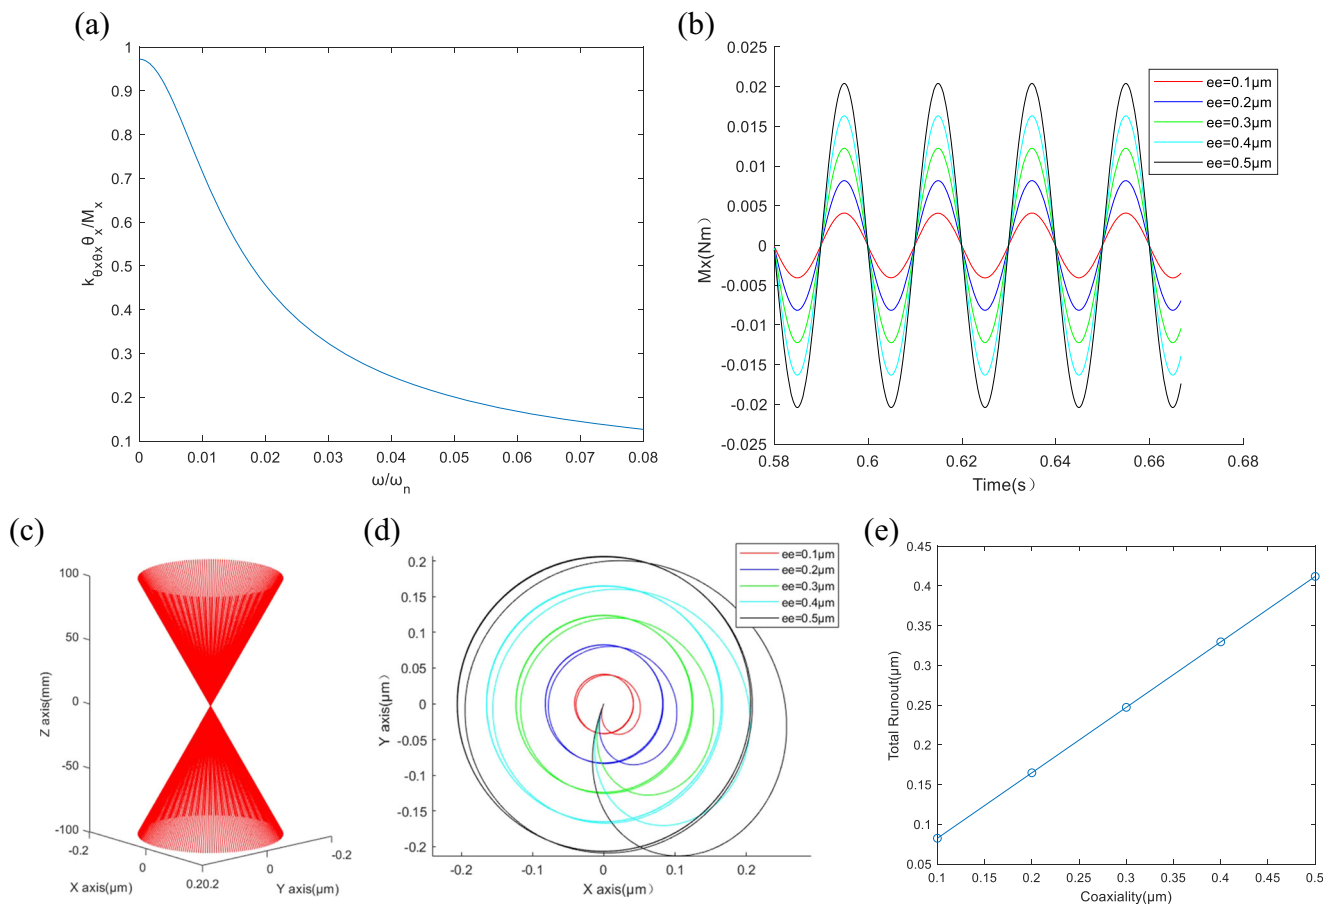 (a)
1
0.9
0.8
0.7
0.6
0.5
0.4
0.3
0.2
0.1
k_θxθx θ_x/M_x
0 0.01 0.02 0.03 0.04 0.05 0.06 0.07 0.08
ω/ω_n
(b)
0.025
0.02
0.015
0.01
0.005
0
-0.005
-0.01
-0.015
-0.02
-0.025
Mx(Nm）
0.58 0.6 0.62 0.64 0.66 0.68
Time(s）
ee=0.1μm
ee=0.2μm
ee=0.3μm
ee=0.4μm
ee=0.5μm
(c)
100
50
0
-50
-100
Z axis(mm)
-0.2 0 0.20.2 0 -0.2
X axis(μm) Y axis(μm)
(d)
0.2
0.15
0.1
0.05
0
-0.05
-0.1
-0.15
-0.2
Y axis(μm）
-0.2 -0.1 0 0.1 0.2
X axis(μm）
ee=0.1μm
ee=0.2μm
ee=0.3μm
ee=0.4μm
ee=0.5μm
(e)
0.45
0.4
0.35
0.3
0.25
0.2
0.15
0.1
0.05
Total Runout(μm)
0.1 0.15 0.2 0.25 0.3 0.35 0.4 0.45 0.5
Coaxiality(μm)